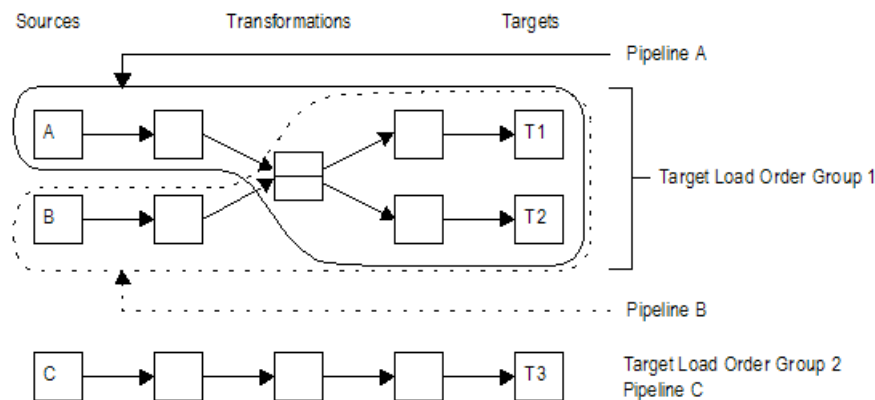 Sources Transformations Targets
Pipeline A
A T1
Target Load Order Group 1
B T2
Pipeline B
C T3
Target Load Order Group 2
Pipeline C